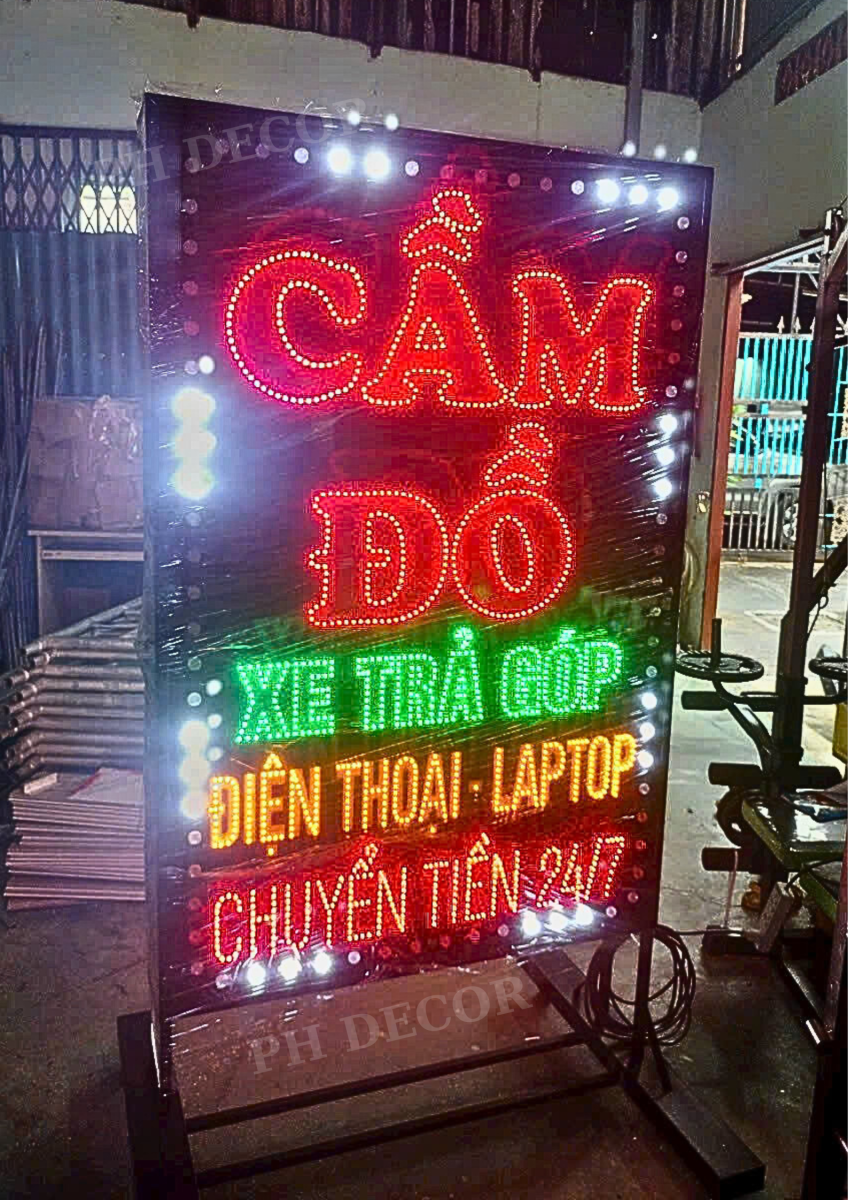 PH DECOR
CẦM
ĐỒ
XE TRẢ GÓP
ĐIỆN THOẠI - LAPTOP
CHUYỂN TIỀN 24/7
PH DECOR